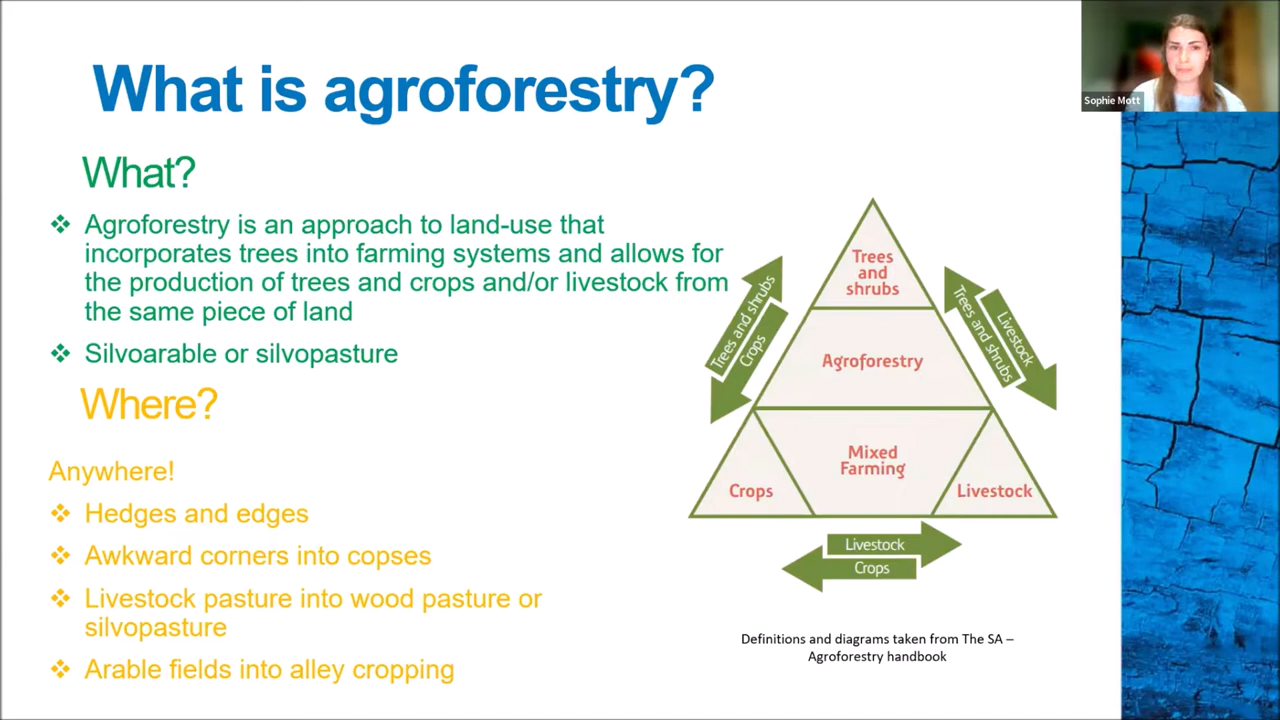 What is agroforestry?
Sophie Mott
What?
❖ Agroforestry is an approach to land-use that
incorporates trees into farming systems and allows for
the production of trees and crops and/or livestock from
the same piece of land
❖ Silvoarable or silvopasture
Where?
Anywhere!
❖ Hedges and edges
❖ Awkward corners into copses
❖ Livestock pasture into wood pasture or
silvopasture
❖ Arable fields into alley cropping
Trees
and
shrubs
Agroforestry
Mixed
Farming
Crops
Livestock
Trees and shrubs
Crops
Livestock
Trees and shrubs
Livestock
Crops
Definitions and diagrams taken from The SA –
Agroforestry handbook